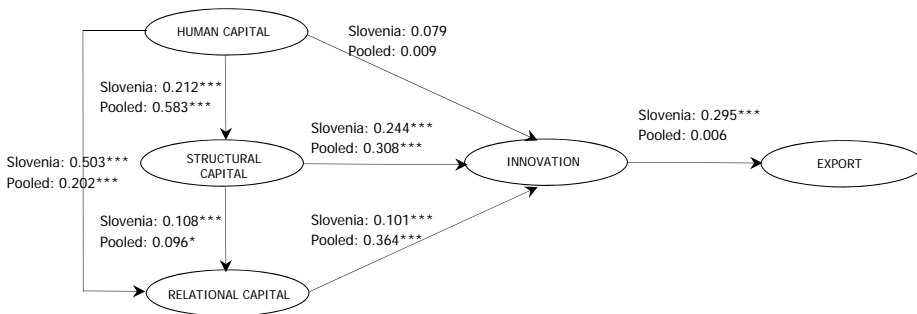 HUMAN CAPITAL
Slovenia: 0.079
Pooled: 0.009
Slovenia: 0.212***
Pooled: 0.583***
Slovenia: 0.244***
Pooled: 0.308***
Slovenia: 0.295***
Pooled: 0.006
Slovenia: 0.503***
Pooled: 0.202***
STRUCTURAL
CAPITAL
INNOVATION
EXPORT
Slovenia: 0.108***
Pooled: 0.096*
Slovenia: 0.101***
Pooled: 0.364***
RELATIONAL CAPITAL